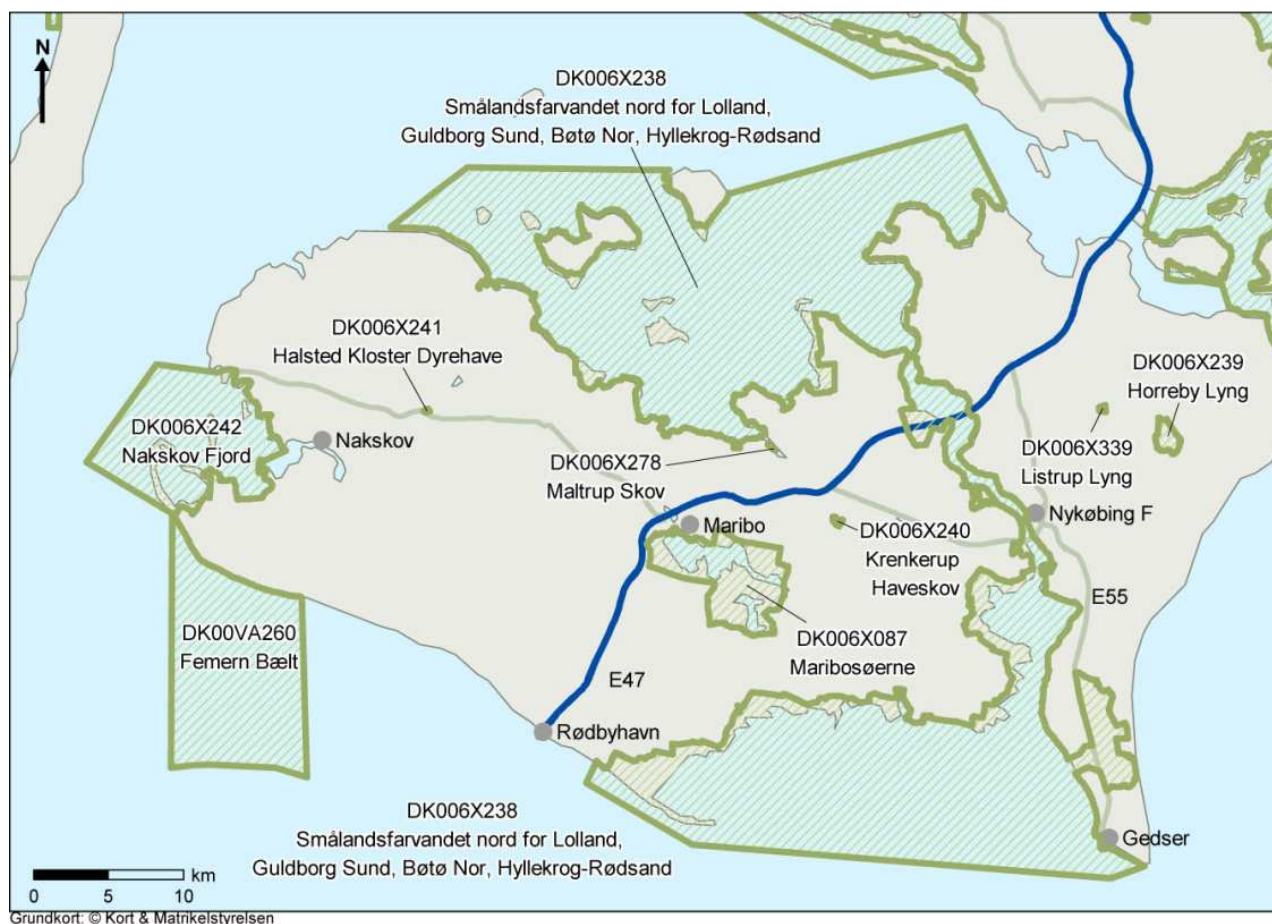 N
DK006X238
Smålandsfarvandet nord for Lolland,
Guldborg Sund, Bøtø Nor, Hyllekrog-Rødsand
DK006X241
Halsted Kloster Dyrehave
DK006X239
Horreby Lyng
DK006X242
Nakskov Fjord
Nakskov
DK006X339
Listrup Lyng
DK006X278
Maltrup Skov
Maribo
Nykøbing F
DK006X240
Krenkerup
Haveskov
E55
DK00VA260
Femern Bælt
DK006X087
Maribosøerne
E47
Rødbyhavn
DK006X238
Smålandsfarvandet nord for Lolland,
Guldborg Sund, Bøtø Nor, Hyllekrog-Rødsand
Gedser
km
0 5 10
Grundkort: © Kort & Matrikelstyrelsen